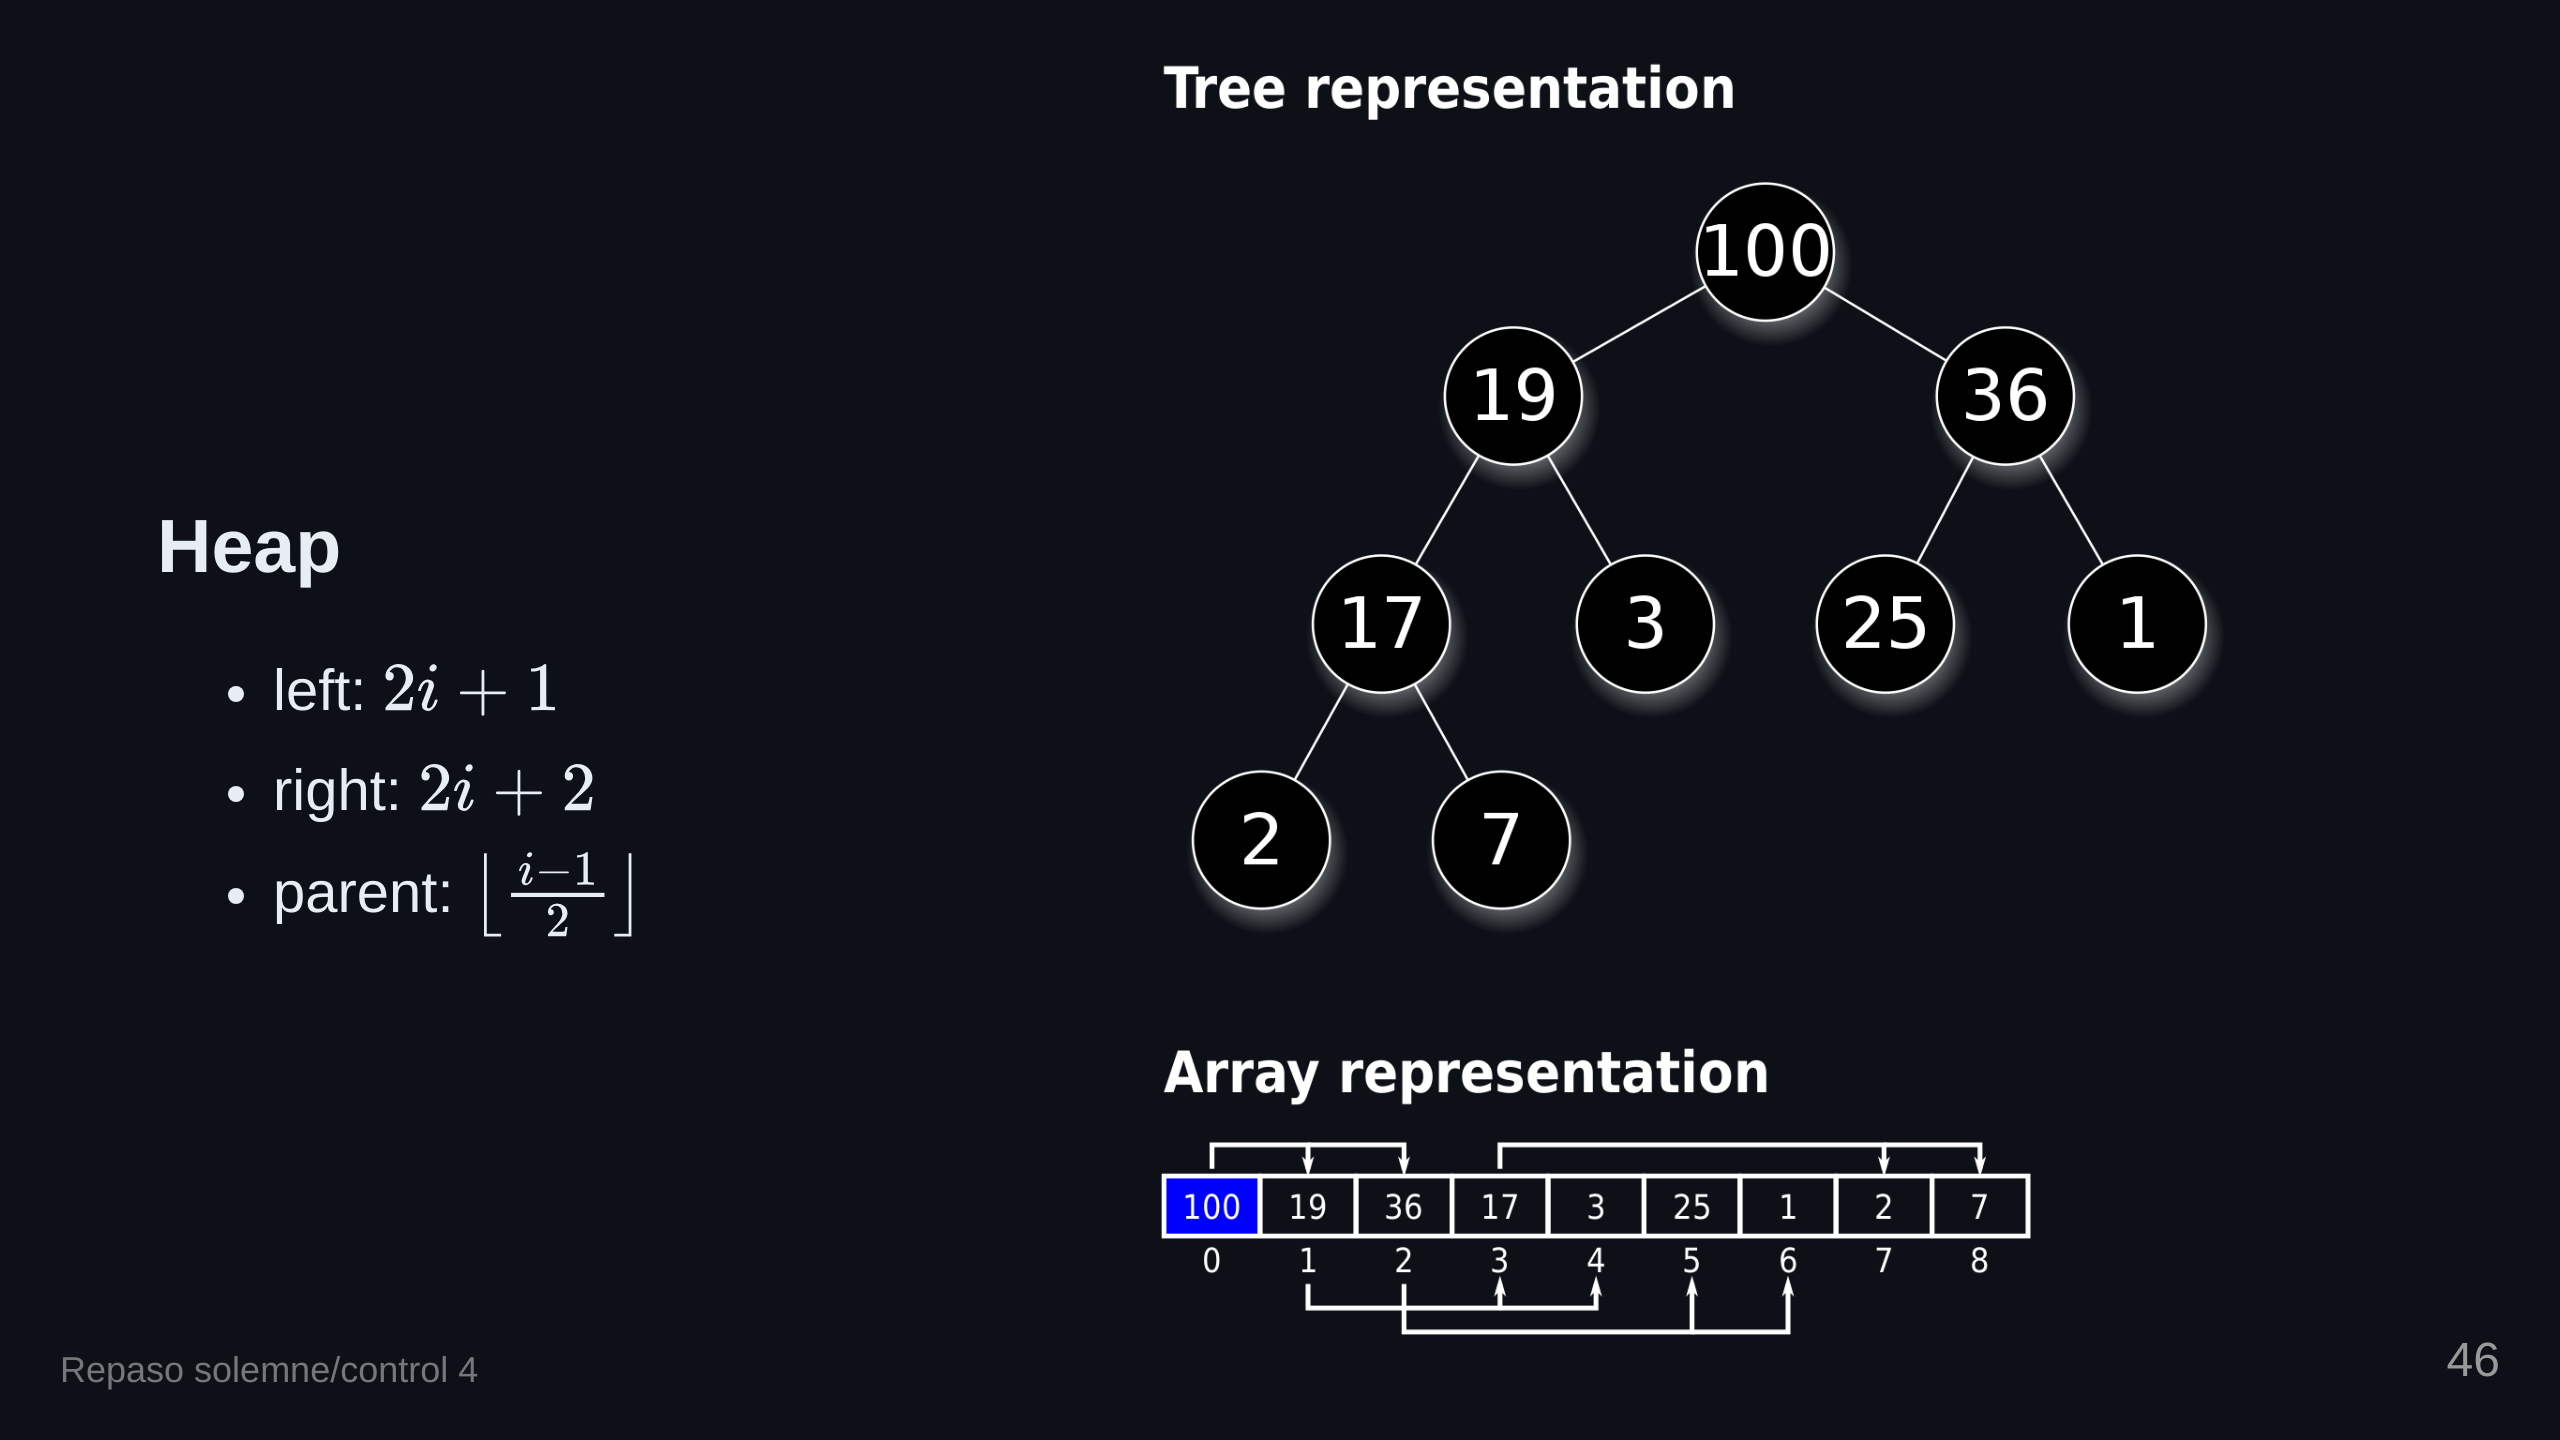 Heap
• left: 2i + 1
• right: 2i + 2
• parent: ⌊(i−1)/2⌋
Tree representation
100
19 36
17 3 25 1
2 7
Array representation
100 19 36 17 3 25 1 2 7
0 1 2 3 4 5 6 7 8
Repaso solemne/control 4
46